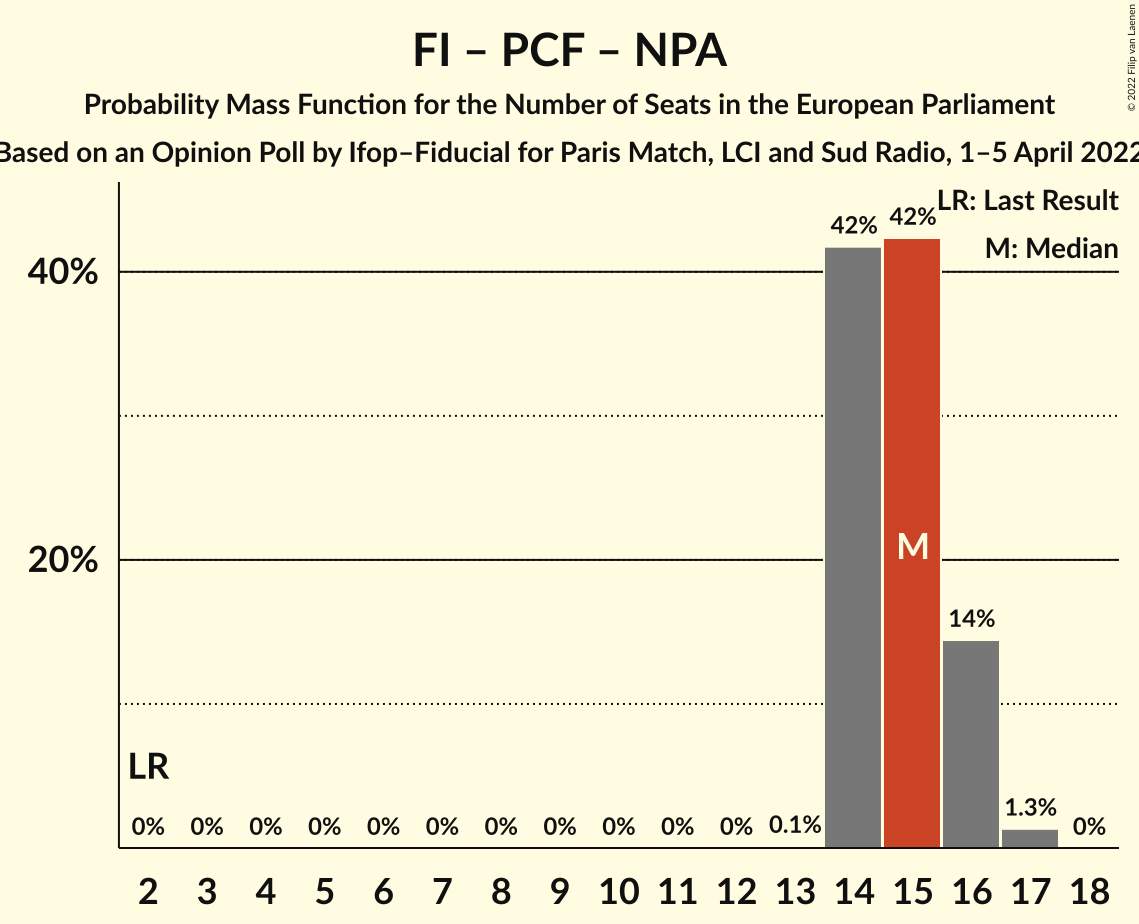 FI – PCF – NPA
Probability Mass Function for the Number of Seats in the European Parliament
Based on an Opinion Poll by Ifop–Fiducial for Paris Match, LCI and Sud Radio, 1–5 April 2022
© 2022 Filip van Laenen
LR: Last Result
M: Median
42% 42%
40%
M
20%
14%
LR
1.3%
0% 0% 0% 0% 0% 0% 0% 0% 0% 0% 0% 0.1% 0%
2 3 4 5 6 7 8 9 10 11 12 13 14 15 16 17 18